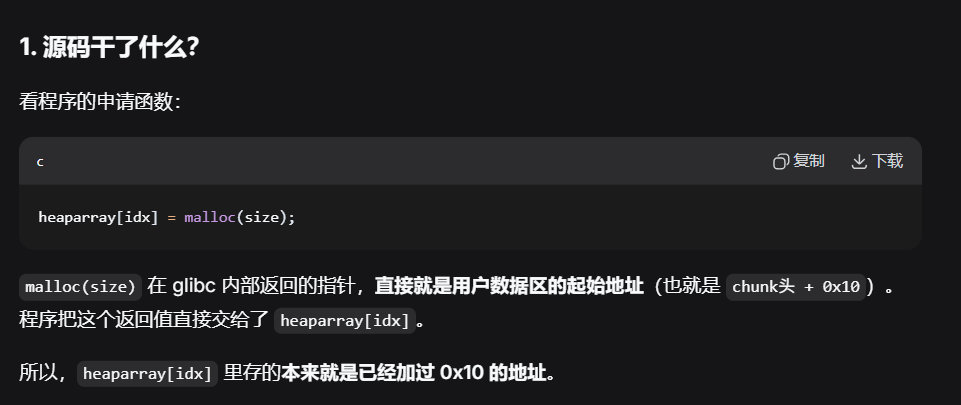 1. 源码干了什么?
看程序的申请函数:
c 复制 下载
heaparray[idx] = malloc(size);
malloc(size) 在 glibc 内部返回的指针，直接就是用户数据区的起始地址（也就是 chunk头 + 0x10）。
程序把这个返回值直接交给了 heaparray[idx]。
所以，heaparray[idx] 里存的本来就是已经加过 0x10 的地址。